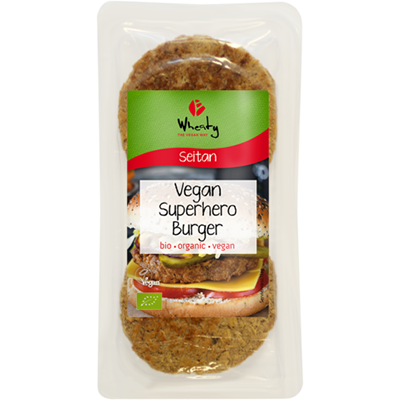 Wheaty
THE VEGAN WAY
Seitan
Vegan
Superhero
Burger
bio • organic • vegan
vegan